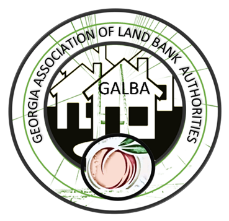 GEORGIA ASSOCIATION OF LAND BANK AUTHORITIES
GALBA